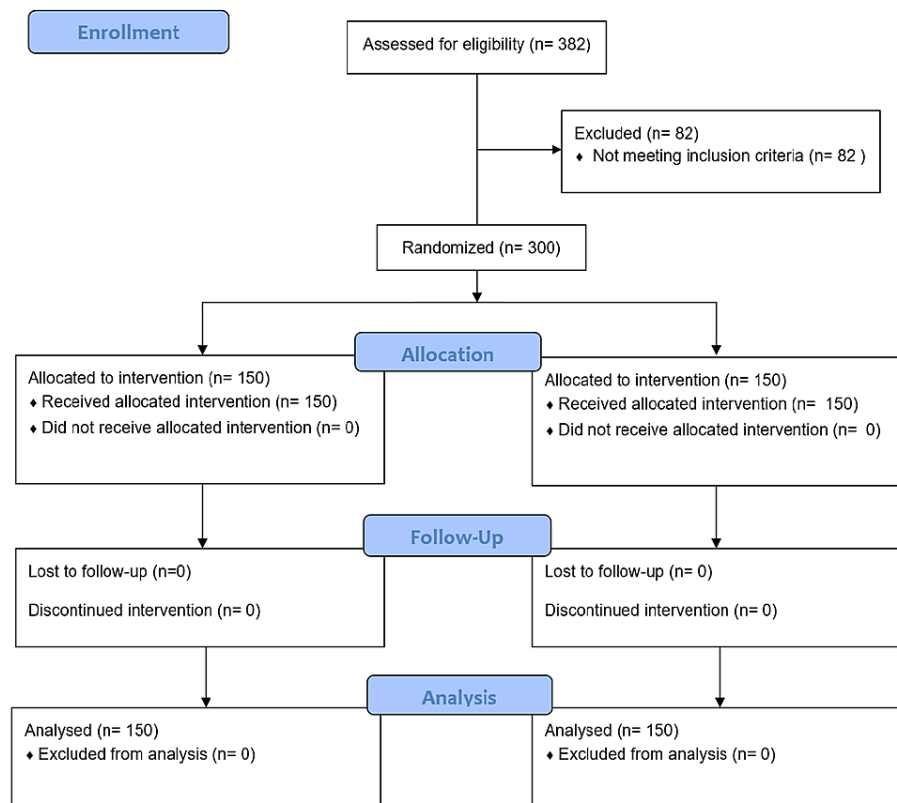 Enrollment
Assessed for eligibility (n= 382)
Excluded (n= 82)
♦ Not meeting inclusion criteria (n= 82 )
Randomized (n= 300)
Allocation
Allocated to intervention (n= 150)
♦ Received allocated intervention (n= 150)
♦ Did not receive allocated intervention (n= 0)
Allocated to intervention (n= 150)
♦ Received allocated intervention (n= 150)
♦ Did not receive allocated intervention (n= 0)
Follow-Up
Lost to follow-up (n=0)
Discontinued intervention (n= 0)
Lost to follow-up (n= 0)
Discontinued intervention (n= 0)
Analysis
Analysed (n= 150)
♦ Excluded from analysis (n= 0)
Analysed (n= 150)
♦ Excluded from analysis (n= 0)